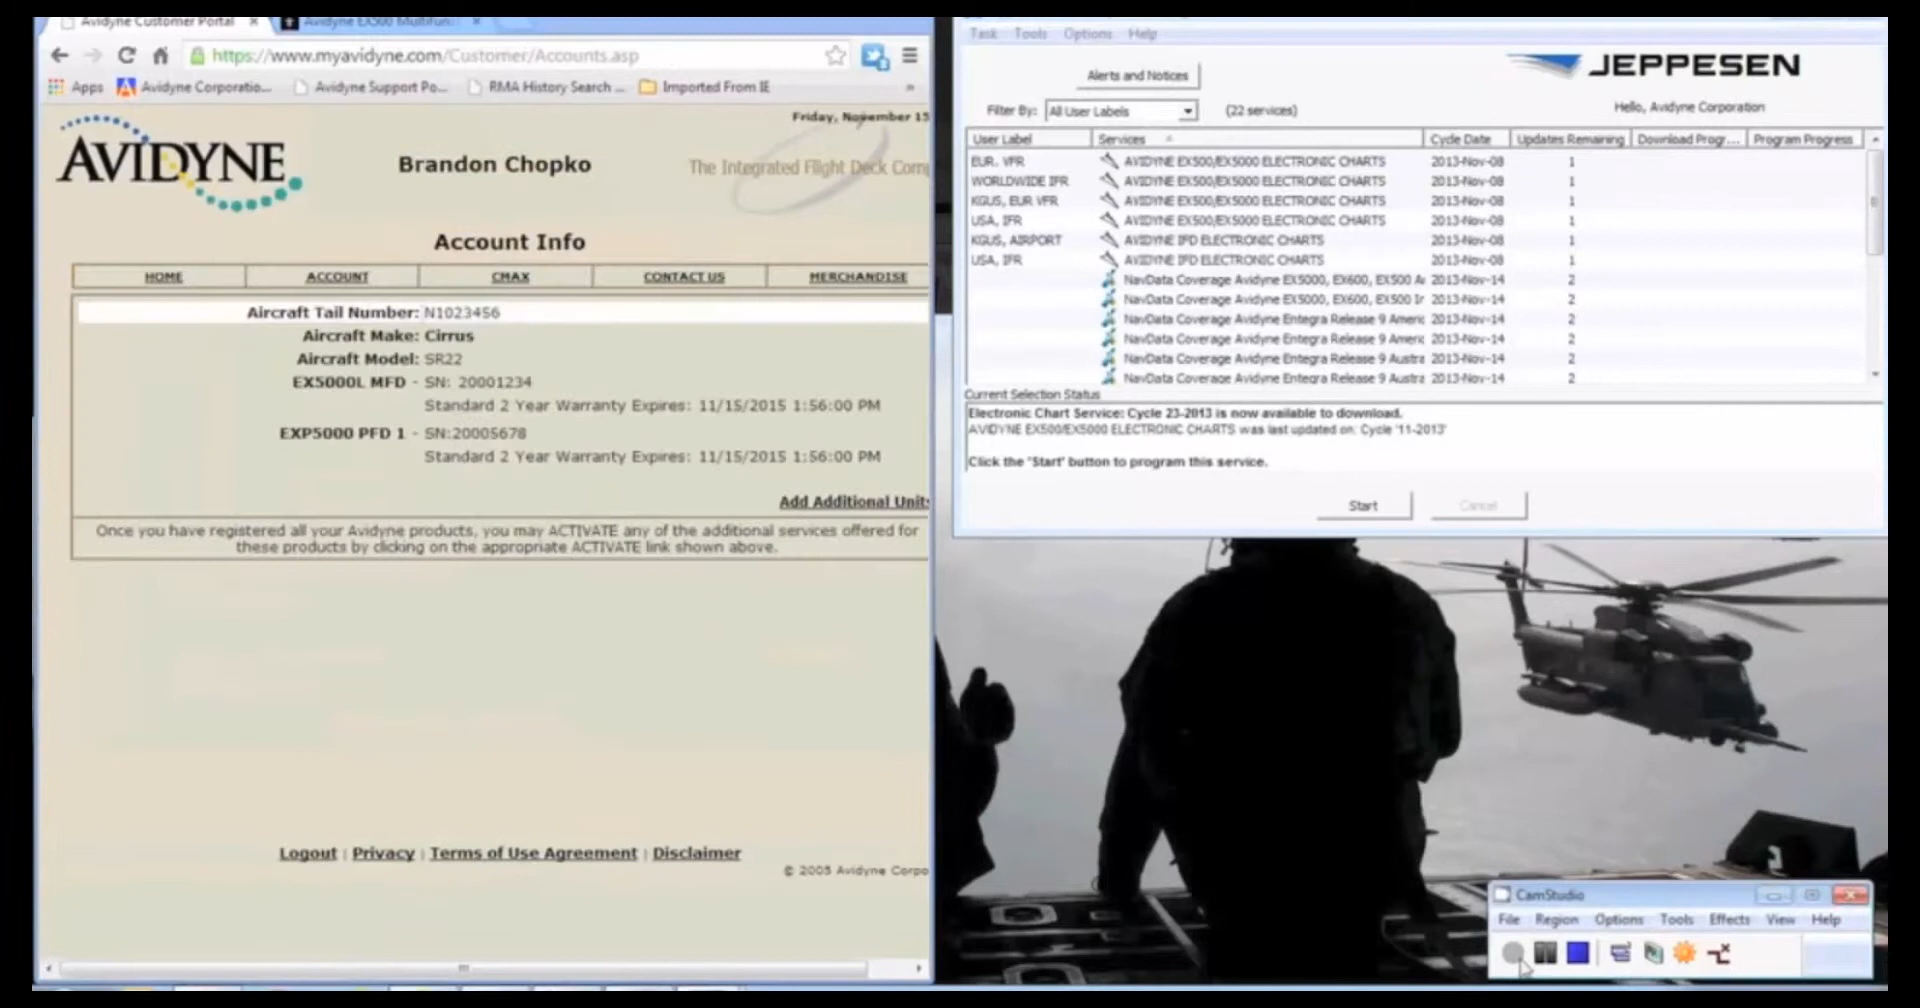 Avidyne Customer Portal
Avidyne EX500 Multifun
https://www.myavidyne.com/Customer/Accounts.asp
Apps Avidyne Corporatio... Avidyne Support Po... RMA History Search ... Imported From IE »
Friday, November 15
AVIDYNE
Brandon Chopko
The Integrated Flight Deck Com
Account Info
HOME ACCOUNT CMAX CONTACT US MERCHANDISE
Aircraft Tail Number: N1023456
Aircraft Make: Cirrus
Aircraft Model: SR22
EX5000L MFD - SN: 20001234
Standard 2 Year Warranty Expires: 11/15/2015 1:56:00 PM
EXP5000 PFD 1 - SN:20005678
Standard 2 Year Warranty Expires: 11/15/2015 1:56:00 PM
Add Additional Units
Once you have registered all your Avidyne products, you may ACTIVATE any of the additional services offered for
these products by clicking on the appropriate ACTIVATE link shown above.
Logout | Privacy | Terms of Use Agreement | Disclaimer
© 2005 Avidyne Corpo
Task Tools Options Help
Alerts and Notices
JEPPESEN
Filter By: All User Labels (22 services)
Hello, Avidyne Corporation
User Label Services Cycle Date Updates Remaining Download Progr... Program Progress
EUR. VFR AVIDYNE EX500/EX5000 ELECTRONIC CHARTS 2013-Nov-08 1
WORLDWIDE IFR AVIDYNE EX500/EX5000 ELECTRONIC CHARTS 2013-Nov-08 1
KGUS, EUR VFR AVIDYNE EX500/EX5000 ELECTRONIC CHARTS 2013-Nov-08 1
USA, IFR AVIDYNE EX500/EX5000 ELECTRONIC CHARTS 2013-Nov-08 1
KGUS, AIRPORT AVIDYNE IFD ELECTRONIC CHARTS 2013-Nov-08 1
USA, IFR AVIDYNE IFD ELECTRONIC CHARTS 2013-Nov-08 1
NavData Coverage Avidyne EX5000, EX600, EX500 Ar 2013-Nov-14 2
NavData Coverage Avidyne EX5000, EX600, EX500 Ir 2013-Nov-14 2
NavData Coverage Avidyne Entegra Release 9 Americ 2013-Nov-14 2
NavData Coverage Avidyne Entegra Release 9 Americ 2013-Nov-14 2
NavData Coverage Avidyne Entegra Release 9 Austra 2013-Nov-14 2
NavData Coverage Avidyne Entegra Release 9 Austra 2013-Nov-14 2
Current Selection Status
Electronic Chart Service: Cycle 23-2013 is now available to download.
AVIDYNE EX500/EX5000 ELECTRONIC CHARTS was last updated on: Cycle '11-2013'
Click the 'Start' button to program this service.
Start Cancel
CamStudio
File Region Options Tools Effects View Help